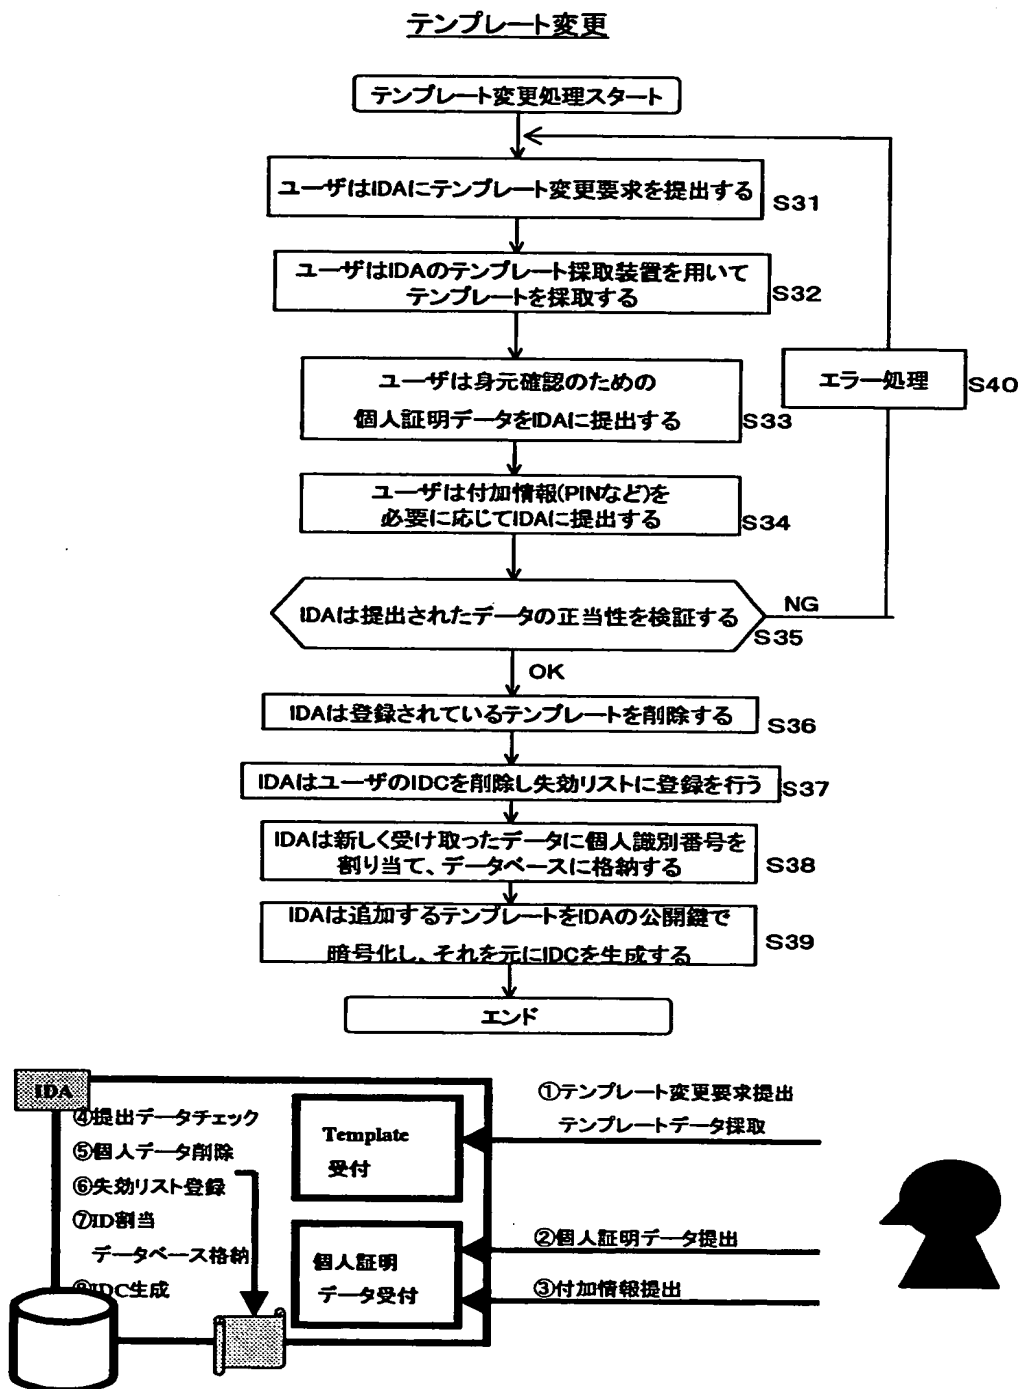 テンプレート変更
テンプレート変更処理スタート
ユーザはIDAにテンプレート変更要求を提出する
S31
ユーザはIDAのテンプレート採取装置を用いて
テンプレートを採取する
S32
エラー処理
S40
ユーザは身元確認のための
個人証明データをIDAに提出する
S33
ユーザは付加情報(PINなど)を
必要に応じてIDAに提出する
S34
IDAは提出されたデータの正当性を検証する
NG
S35
OK
IDAは登録されているテンプレートを削除する
S36
IDAはユーザのIDCを削除し失効リストに登録を行う
S37
IDAは新しく受け取ったデータに個人識別番号を
割り当て、データベースに格納する
S38
IDAは追加するテンプレートをIDAの公開鍵で
暗号化し、それを元にIDCを生成する
S39
エンド
IDA
④提出データチェック
⑤個人データ削除
⑥失効リスト登録
⑦ID割当
データベース格納
⑧IDC生成
Template
受付
個人証明
データ受付
①テンプレート変更要求提出
テンプレートデータ採取
②個人証明データ提出
③付加情報提出